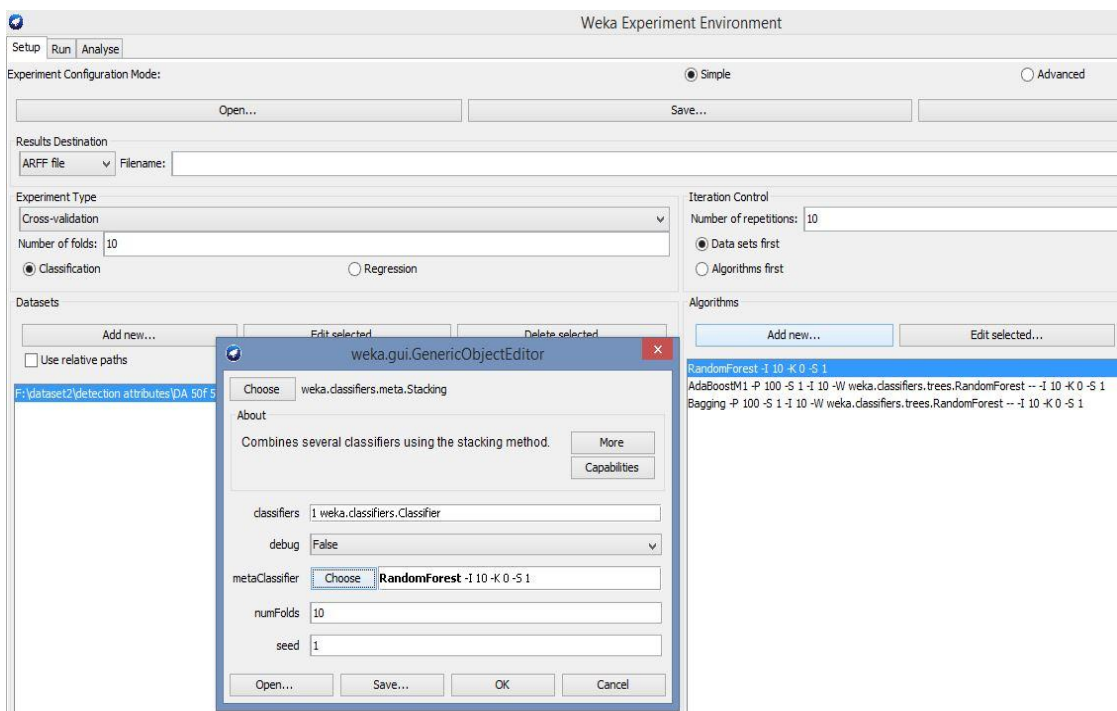 Weka Experiment Environment
Setup Run Analyse
Experiment Configuration Mode: Simple Advanced
Open... Save...
Results Destination
ARFF file Filename:
Experiment Type
Cross-validation
Number of folds: 10
Classification Regression
Iteration Control
Number of repetitions: 10
Data sets first
Algorithms first
Datasets
Add new... Edit selected Delete selected
Use relative paths
F:\dataset2\detection attributes\DA 50f 5
Algorithms
Add new... Edit selected...
RandomForest -I 10 -K 0 -S 1
AdaBoostM1 -P 100 -S 1 -I 10 -W weka.classifiers.trees.RandomForest -- -I 10 -K 0 -S 1
Bagging -P 100 -S 1 -I 10 -W weka.classifiers.trees.RandomForest -- -I 10 -K 0 -S 1
weka.gui.GenericObjectEditor
Choose weka.classifiers.meta.Stacking
About
Combines several classifiers using the stacking method.
More
Capabilities
classifiers 1 weka.classifiers.Classifier
debug False
metaClassifier Choose RandomForest -I 10 -K 0 -S 1
numFolds 10
seed 1
Open... Save... OK Cancel